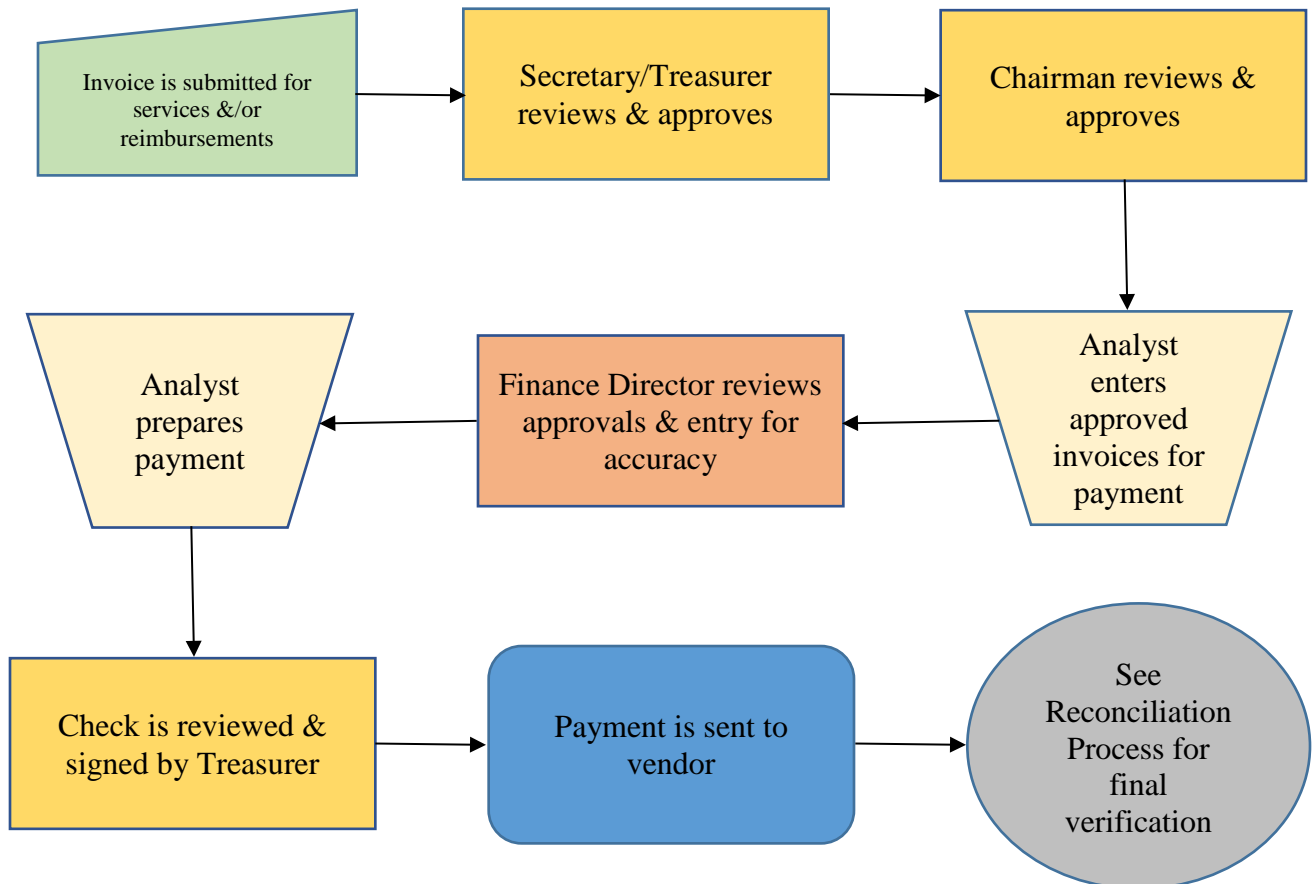 Invoice is submitted for
services &/or
reimbursements
Secretary/Treasurer
reviews & approves
Chairman reviews &
approves
Analyst
enters
approved
invoices for
payment
Finance Director reviews
approvals & entry for
accuracy
Analyst
prepares
payment
Check is reviewed &
signed by Treasurer
Payment is sent to
vendor
See
Reconciliation
Process for
final
verification